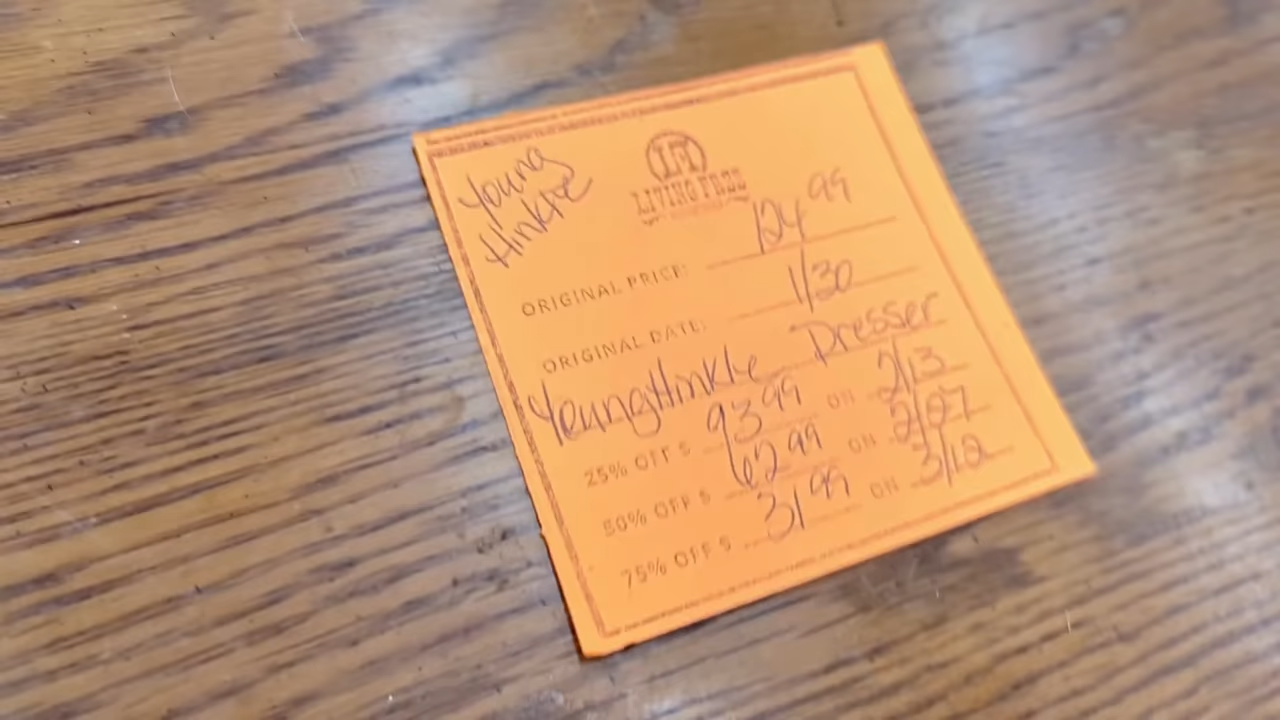 Young
Hinkle
LF
LIVING FREE
ORIGINAL PRICE: 124.99
ORIGINAL DATE: 1/30
YoungHinkle Dresser
25% OFF $ 93.99 ON 2/13
50% OFF $ 62.99 ON 2/27
75% OFF $ 31.99 ON 3/12